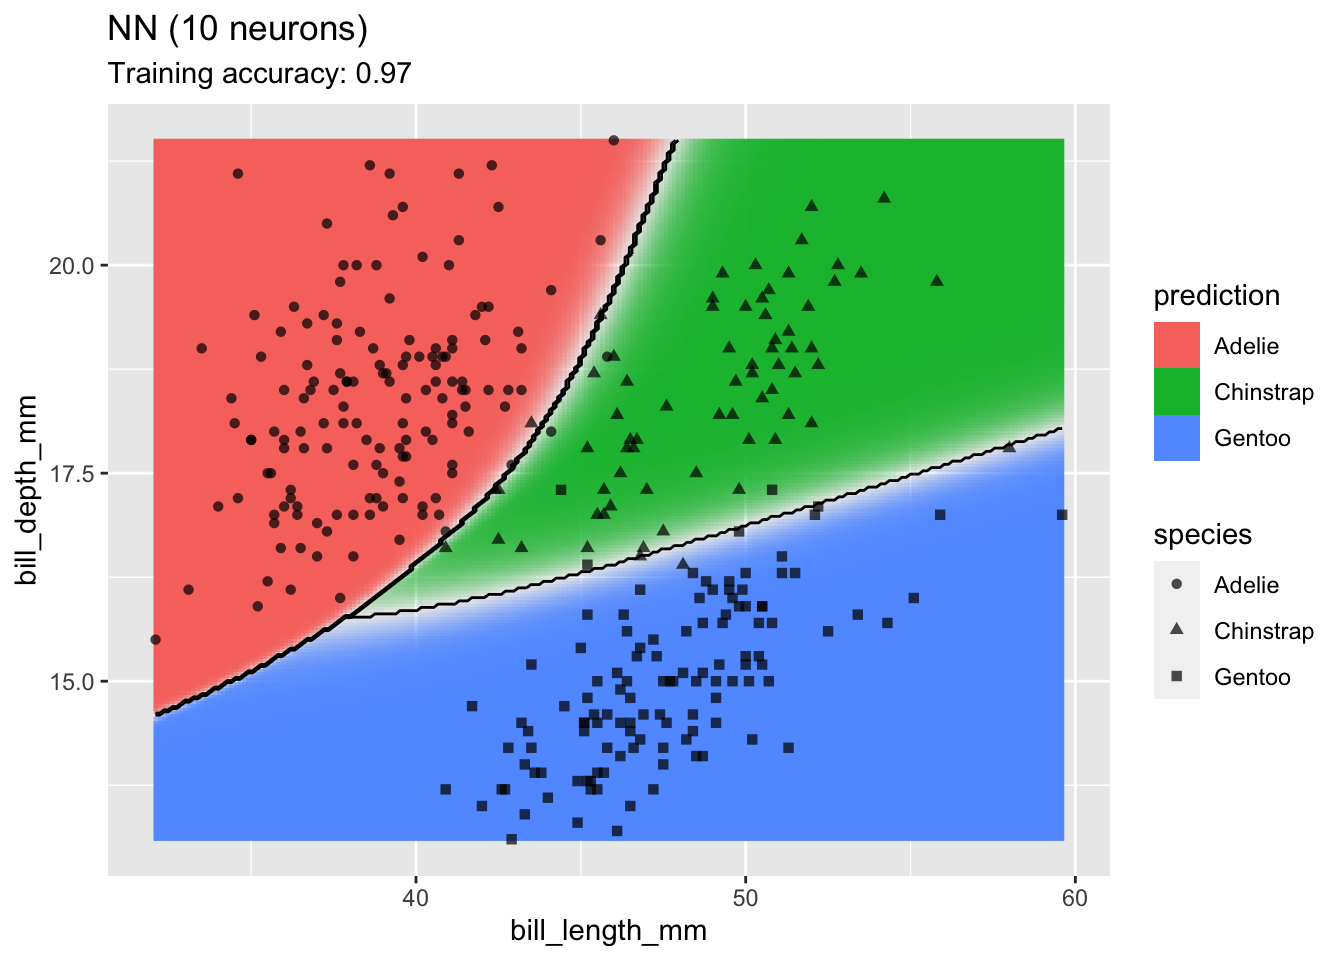 NN (10 neurons)
Training accuracy: 0.97
20.0
17.5
15.0
bill_depth_mm
40
50
60
bill_length_mm
prediction
Adelie
Chinstrap
Gentoo
species
Adelie
Chinstrap
Gentoo